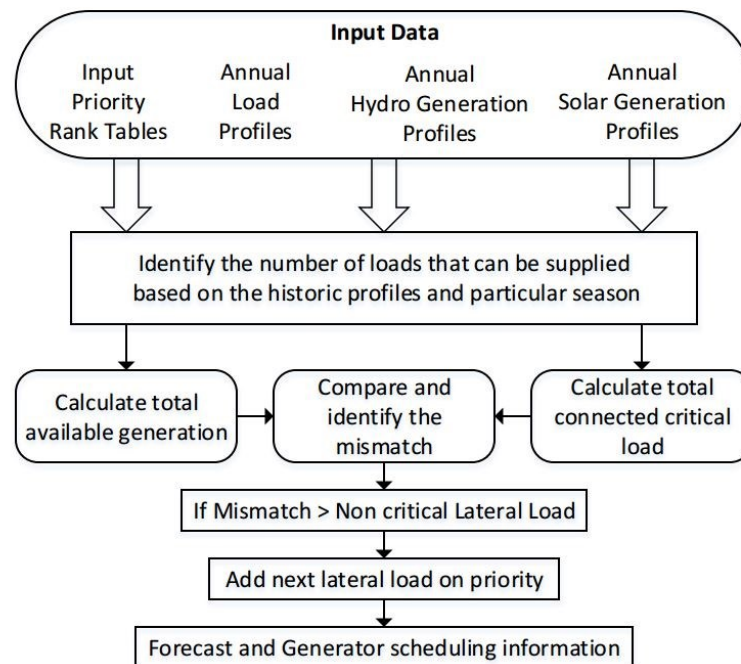 Input Data
Input
Priority
Rank Tables
Annual
Load
Profiles
Annual
Hydro Generation
Profiles
Annual
Solar Generation
Profiles
Identify the number of loads that can be supplied
based on the historic profiles and particular season
Calculate total
available generation
Compare and
identify the
mismatch
Calculate total
connected critical
load
If Mismatch > Non critical Lateral Load
Add next lateral load on priority
Forecast and Generator scheduling information